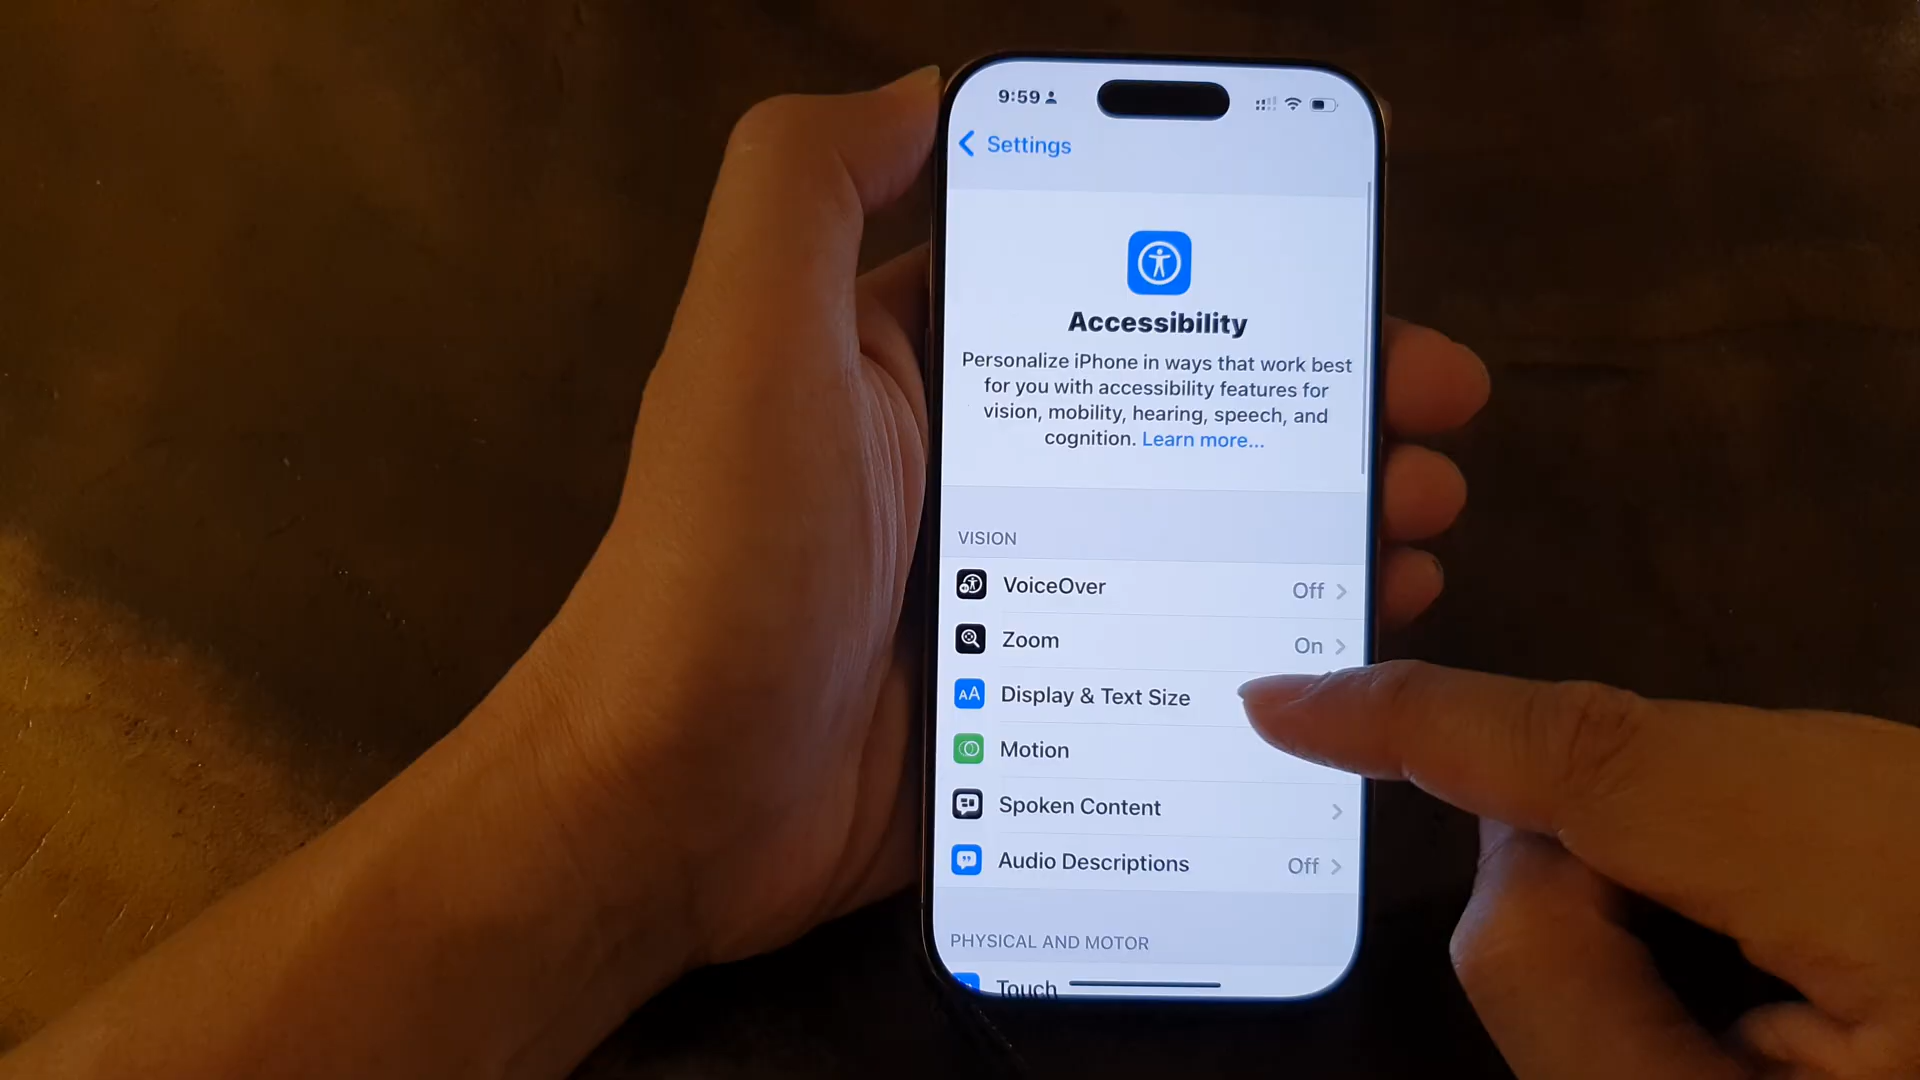 9:59
Settings
Accessibility
Personalize iPhone in ways that work best
for you with accessibility features for
vision, mobility, hearing, speech, and
cognition. Learn more...
VISION
VoiceOver Off
Zoom On
AA Display & Text Size
Motion
Spoken Content
Audio Descriptions Off
PHYSICAL AND MOTOR
Touch